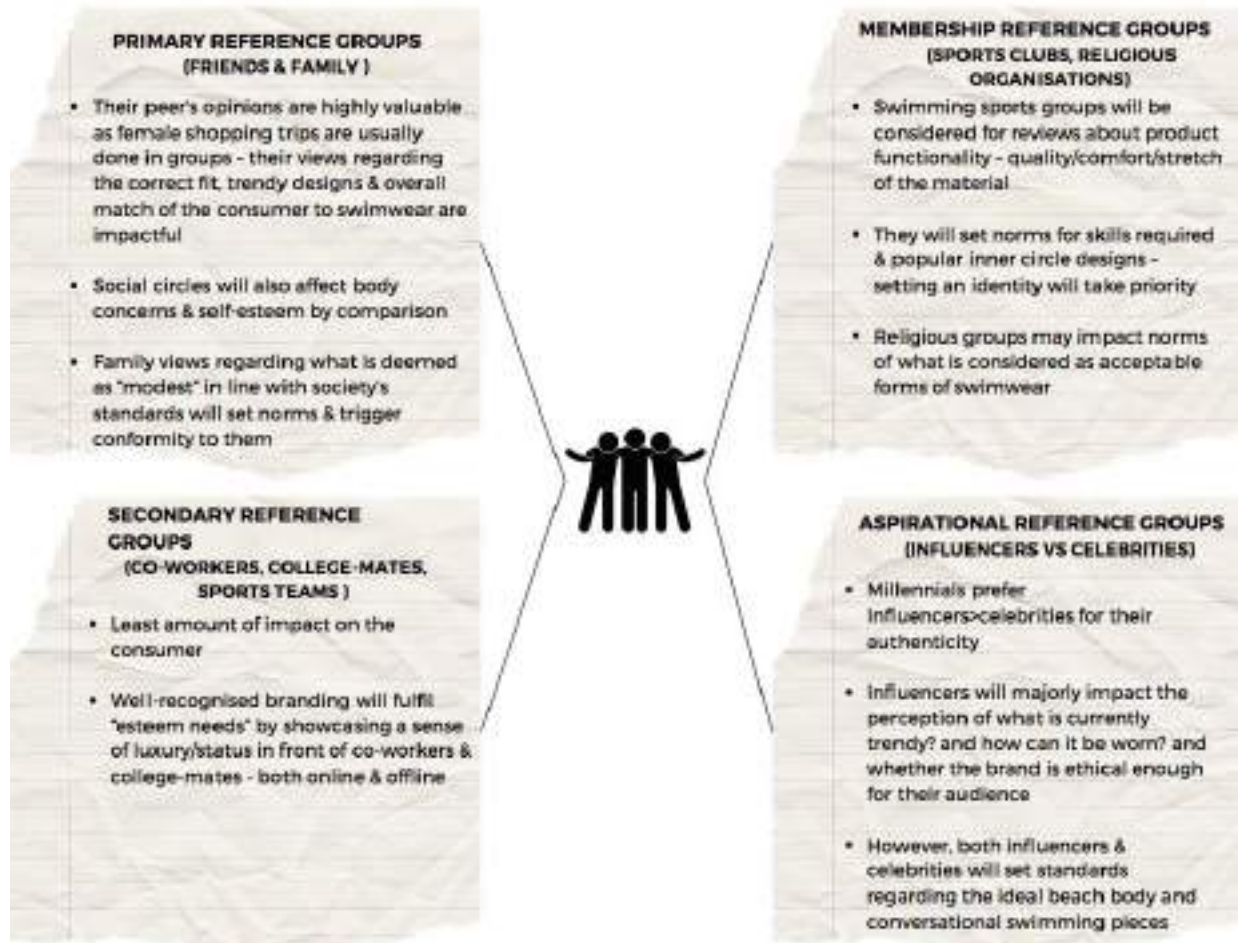 PRIMARY REFERENCE GROUPS
(FRIENDS & FAMILY )
• Their peer's opinions are highly valuable
as female shopping trips are usually
done in groups - their views regarding
the correct fit, trendy designs & overall
match of the consumer to swimwear are
impactful
• Social circles will also affect body
concerns & self-esteem by comparison
• Family views regarding what is deemed
as "modest" in line with society's
standards will set norms & trigger
conformity to them
MEMBERSHIP REFERENCE GROUPS
(SPORTS CLUBS, RELIGIOUS
ORGANISATIONS)
• Swimming sports groups will be
considered for reviews about product
functionality - quality/comfort/stretch
of the material
• They will set norms for skills required
& popular inner circle designs -
setting an identity will take priority
• Religious groups may impact norms
of what is considered as acceptable
forms of swimwear
SECONDARY REFERENCE
GROUPS
(CO-WORKERS, COLLEGE-MATES,
SPORTS TEAMS )
• Least amount of impact on the
consumer
• Well-recognised branding will fulfil
"esteem needs" by showcasing a sense
of luxury/status in front of co-workers &
college-mates - both online & offline
ASPIRATIONAL REFERENCE GROUPS
(INFLUENCERS VS CELEBRITIES)
• Millennials prefer
Influencers>celebrities for their
authenticity
• Influencers will majorly impact the
perception of what is currently
trendy? and how can it be worn? and
whether the brand is ethical enough
for their audience
• However, both influencers &
celebrities will set standards
regarding the ideal beach body and
conversational swimming pieces